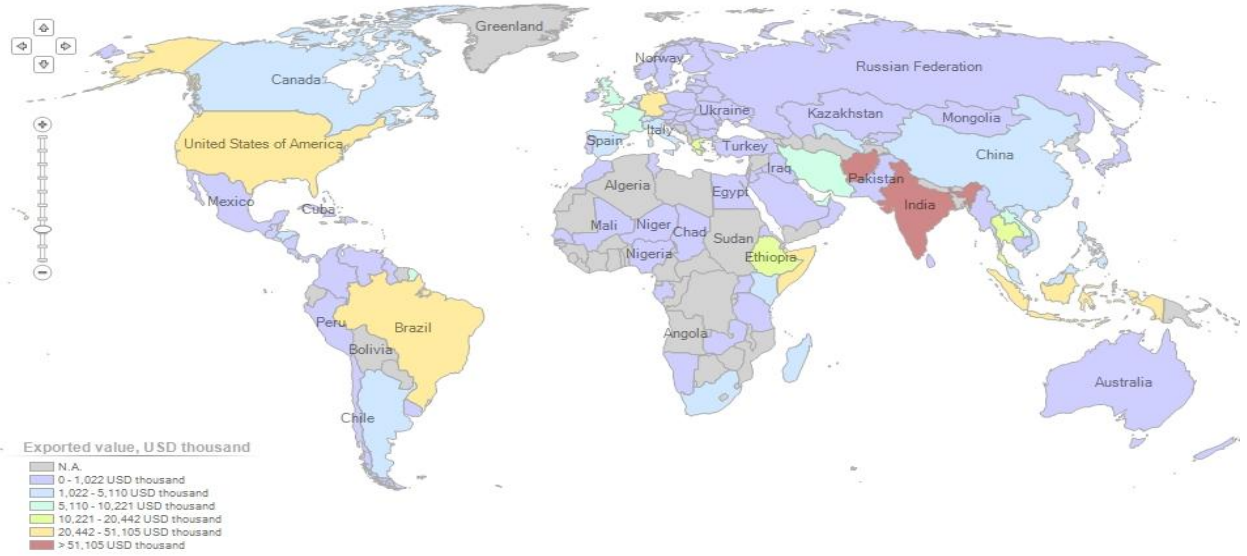 Greenland
Norway
Russian Federation
Canada
Ukraine
Kazakhstan
Mongolia
Italy
United States of America
Spain
Turkey
China
Iraq
Pakistan
Algeria
Egypt
Mexico
India
Cuba
Mali
Niger
Chad
Sudan
Nigeria
Ethiopia
Peru
Brazil
Angola
Bolivia
Australia
Chile
Exported value, USD thousand
N.A.
0 - 1,022 USD thousand
1,022 - 5,110 USD thousand
5,110 - 10,221 USD thousand
10,221 - 20,442 USD thousand
20,442 - 51,105 USD thousand
> 51,105 USD thousand